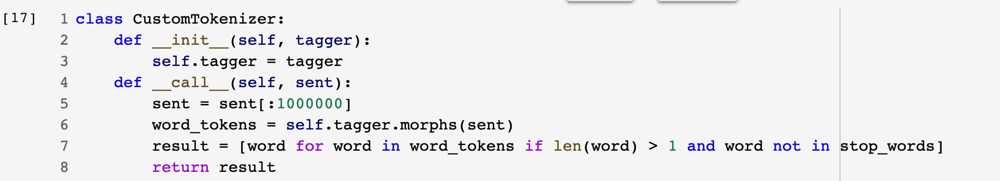 [17] 1 class CustomTokenizer:
2     def __init__(self, tagger):
3         self.tagger = tagger
4     def __call__(self, sent):
5         sent = sent[:1000000]
6         word_tokens = self.tagger.morphs(sent)
7         result = [word for word in word_tokens if len(word) > 1 and word not in stop_words]
8         return result